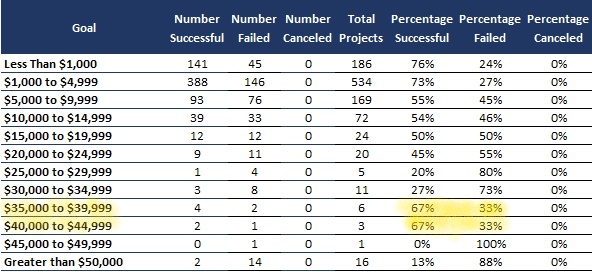 Goal Number Successful Number Failed Number Canceled Total Projects Percentage Successful Percentage Failed Percentage Canceled
Less Than $1,000 141 45 0 186 76% 24% 0%
$1,000 to $4,999 388 146 0 534 73% 27% 0%
$5,000 to $9,999 93 76 0 169 55% 45% 0%
$10,000 to $14,999 39 33 0 72 54% 46% 0%
$15,000 to $19,999 12 12 0 24 50% 50% 0%
$20,000 to $24,999 9 11 0 20 45% 55% 0%
$25,000 to $29,999 1 4 0 5 20% 80% 0%
$30,000 to $34,999 3 8 0 11 27% 73% 0%
$35,000 to $39,999 4 2 0 6 67% 33% 0%
$40,000 to $44,999 2 1 0 3 67% 33% 0%
$45,000 to $49,999 0 1 0 1 0% 100% 0%
Greater than $50,000 2 14 0 16 13% 88% 0%